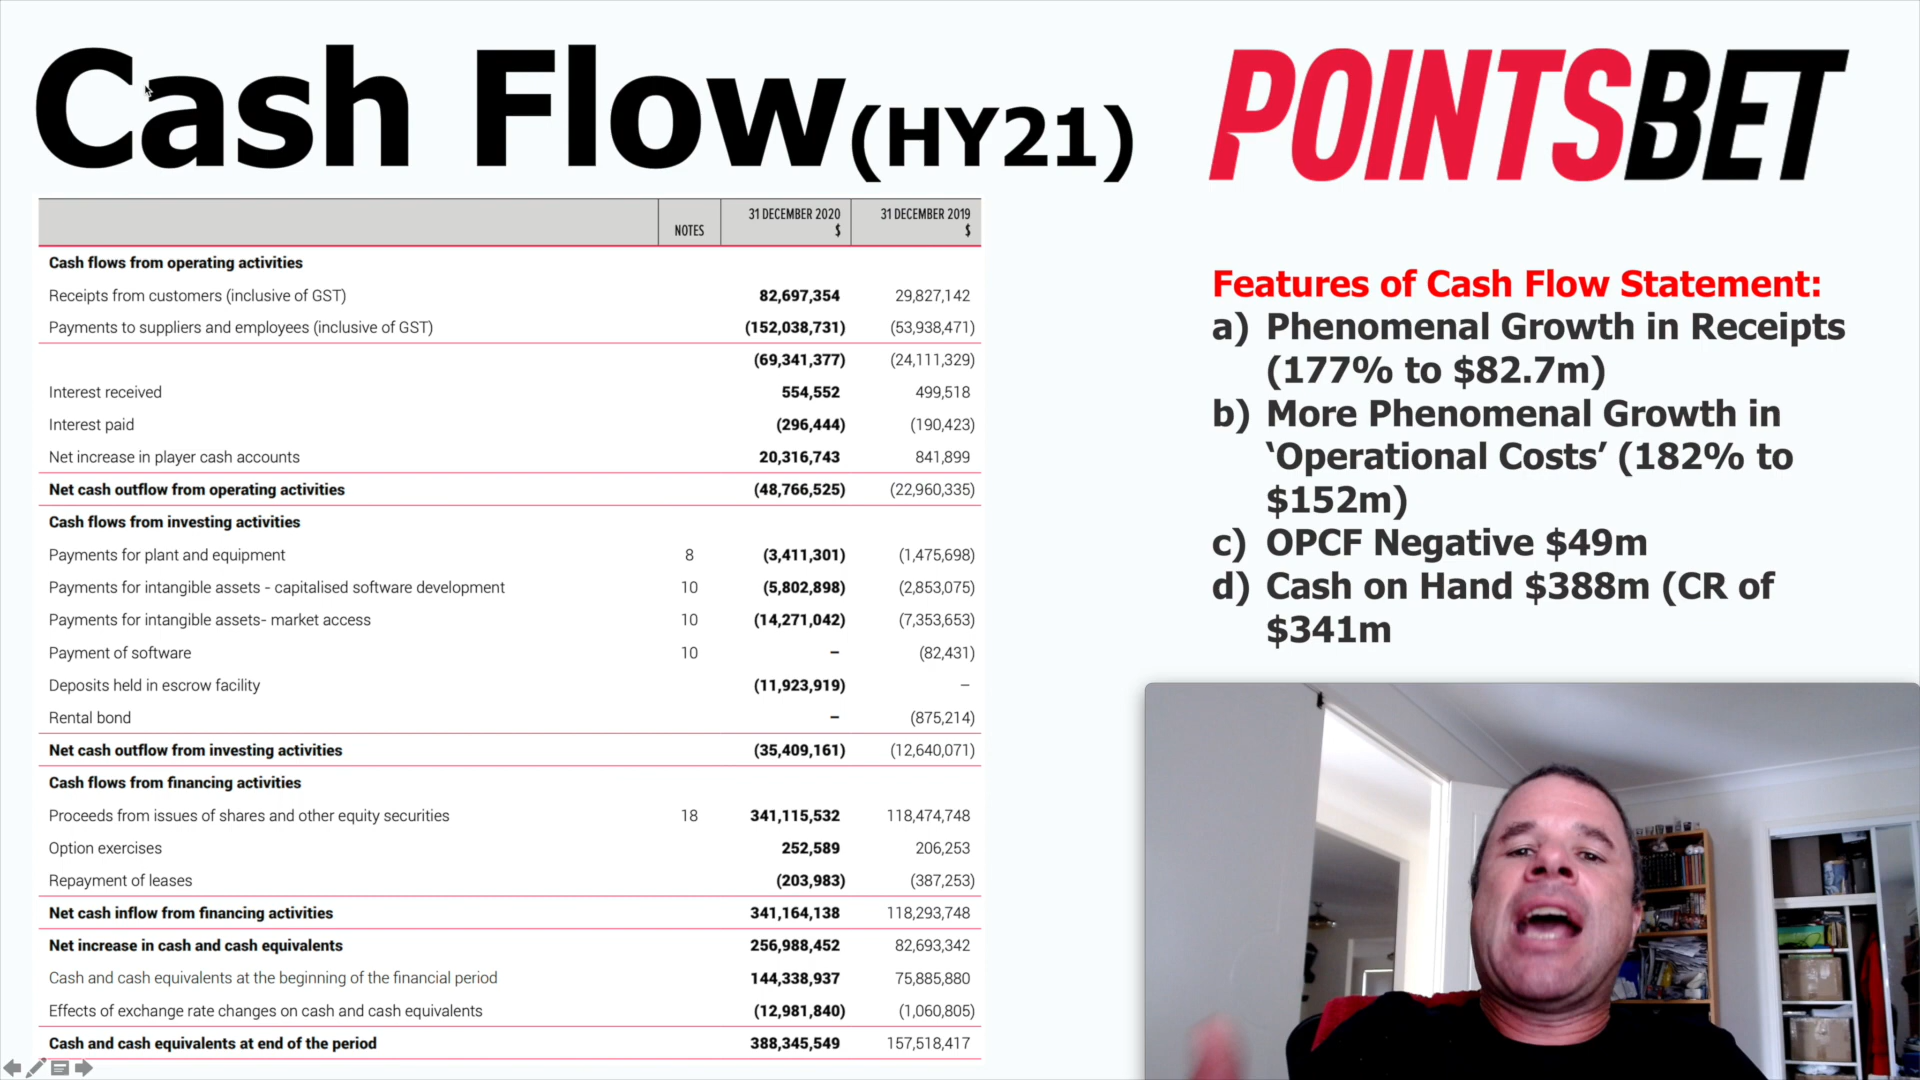 Cash Flow(HY21)
POINTSBET
NOTES 31 DECEMBER 2020 $ 31 DECEMBER 2019 $
Cash flows from operating activities
Receipts from customers (inclusive of GST) 82,697,354 29,827,142
Payments to suppliers and employees (inclusive of GST) (152,038,731) (53,938,471)
(69,341,377) (24,111,329)
Interest received 554,552 499,518
Interest paid (296,444) (190,423)
Net increase in player cash accounts 20,316,743 841,899
Net cash outflow from operating activities (48,766,525) (22,960,335)
Cash flows from investing activities
Payments for plant and equipment 8 (3,411,301) (1,475,698)
Payments for intangible assets - capitalised software development 10 (5,802,898) (2,853,075)
Payments for intangible assets- market access 10 (14,271,042) (7,353,653)
Payment of software 10 – (82,431)
Deposits held in escrow facility (11,923,919) –
Rental bond – (875,214)
Net cash outflow from investing activities (35,409,161) (12,640,071)
Cash flows from financing activities
Proceeds from issues of shares and other equity securities 18 341,115,532 118,474,748
Option exercises 252,589 206,253
Repayment of leases (203,983) (387,253)
Net cash inflow from financing activities 341,164,138 118,293,748
Net increase in cash and cash equivalents 256,988,452 82,693,342
Cash and cash equivalents at the beginning of the financial period 144,338,937 75,885,880
Effects of exchange rate changes on cash and cash equivalents (12,981,840) (1,060,805)
Cash and cash equivalents at end of the period 388,345,549 157,518,417
Features of Cash Flow Statement:
a) Phenomenal Growth in Receipts
(177% to $82.7m)
b) More Phenomenal Growth in
‘Operational Costs’ (182% to
$152m)
c) OPCF Negative $49m
d) Cash on Hand $388m (CR of
$341m